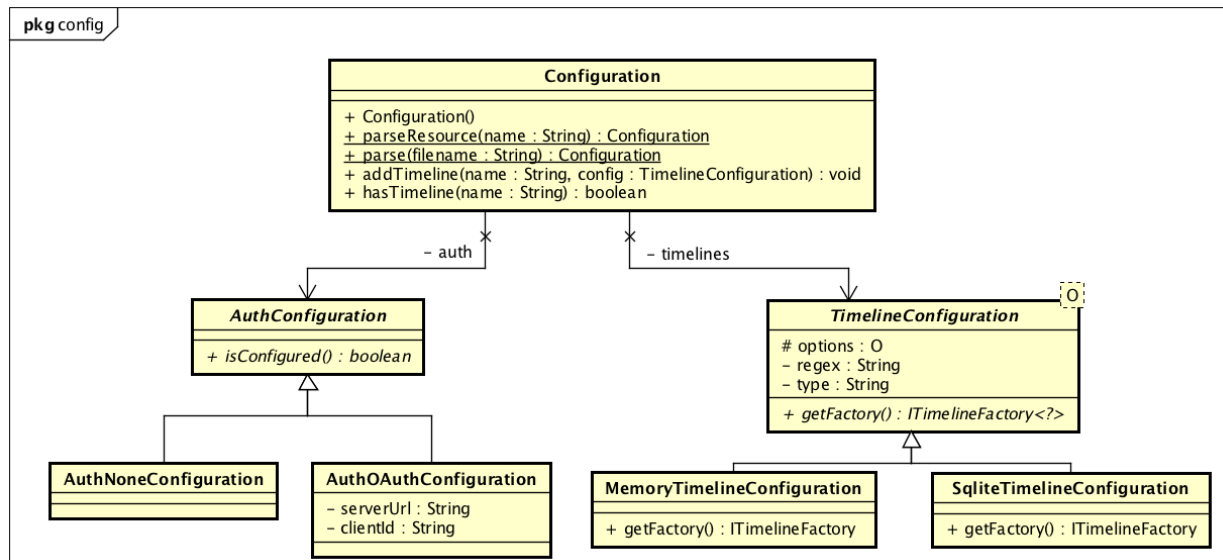 pkg config
Configuration
+ Configuration()
+ parseResource(name : String) : Configuration
+ parse(filename : String) : Configuration
+ addTimeline(name : String, config : TimelineConfiguration) : void
+ hasTimeline(name : String) : boolean
– auth
– timelines
AuthConfiguration
+ isConfigured() : boolean
O
TimelineConfiguration
# options : O
– regex : String
– type : String
+ getFactory() : ITimelineFactory<?>
AuthNoneConfiguration
AuthOAuthConfiguration
– serverUrl : String
– clientId : String
MemoryTimelineConfiguration
+ getFactory() : ITimelineFactory
SqliteTimelineConfiguration
+ getFactory() : ITimelineFactory